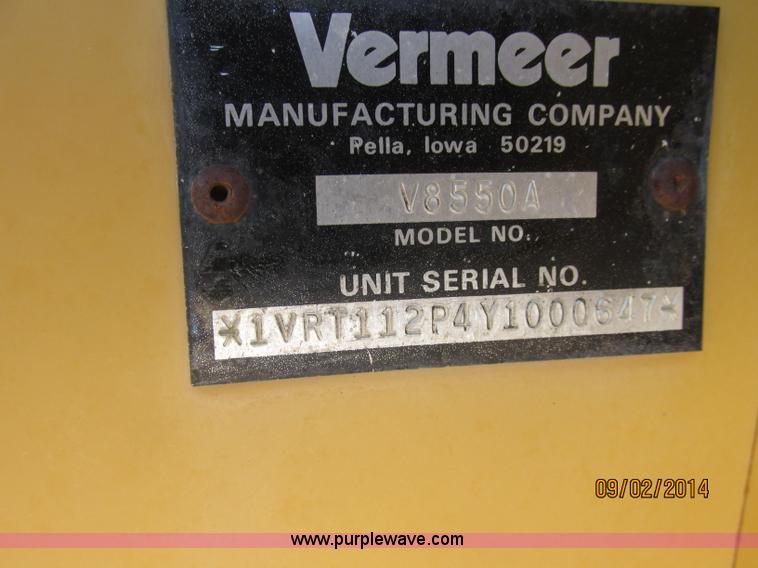 Vermeer
MANUFACTURING COMPANY
Pella, Iowa 50219
V8550A
MODEL NO.
UNIT SERIAL NO.
*1VRT112P4Y1000647*
09/02/2014
www.purplewave.com